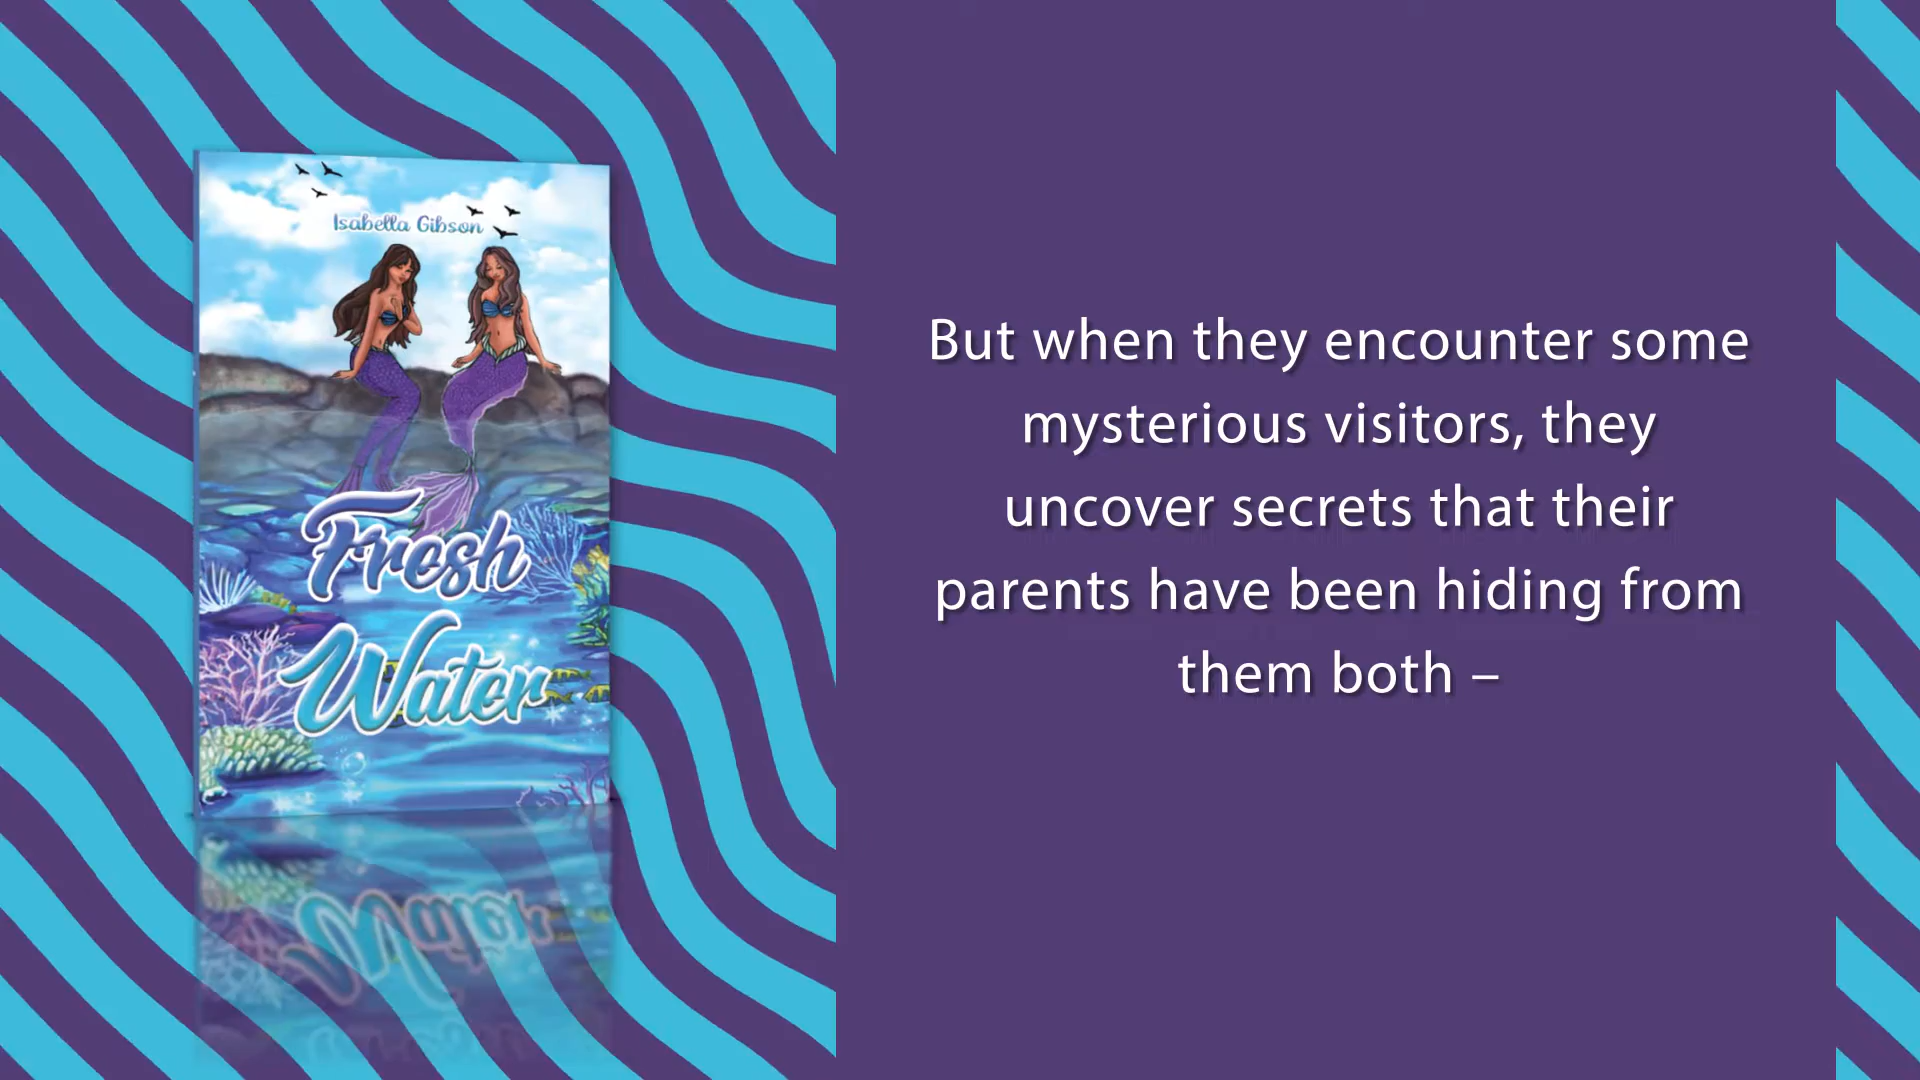 Isabella Gibson
Fresh
Water
But when they encounter some
mysterious visitors, they
uncover secrets that their
parents have been hiding from
them both –